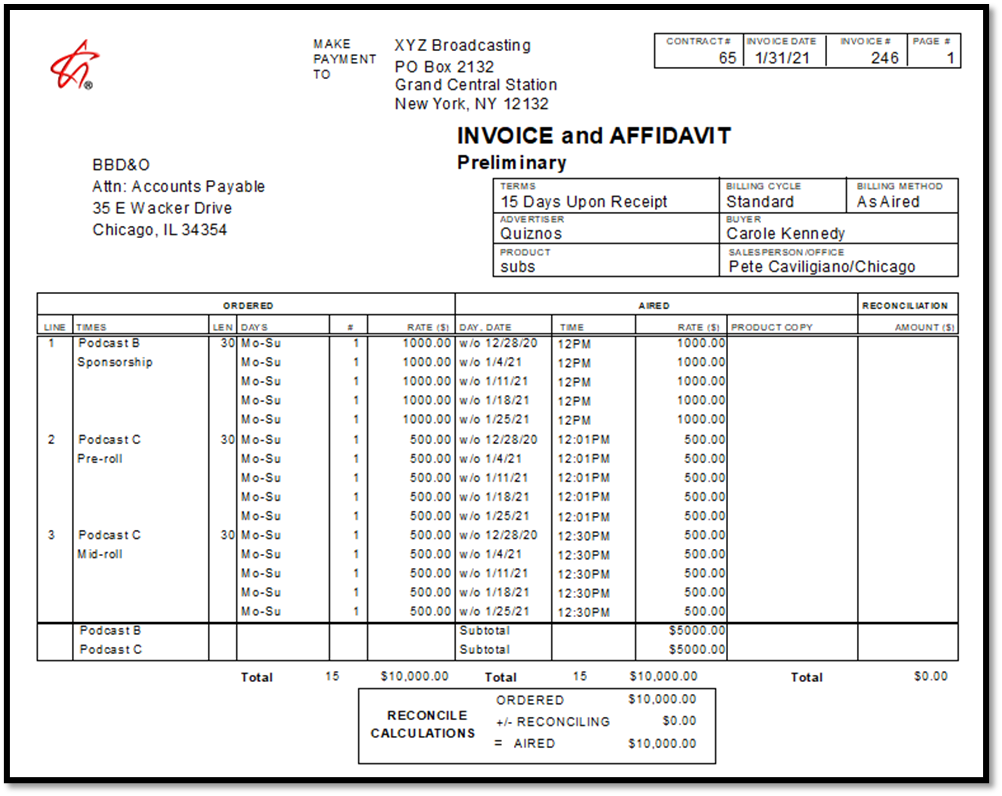 MAKE PAYMENT TO
XYZ Broadcasting
PO Box 2132
Grand Central Station
New York, NY 12132
CONTRACT# INVOICE DATE INVOICE # PAGE #
65 1/31/21 246 1
®
INVOICE and AFFIDAVIT
Preliminary
BBD&O
Attn: Accounts Payable
35 E Wacker Drive
Chicago, IL 34354
TERMS BILLING CYCLE BILLING METHOD
15 Days Upon Receipt Standard As Aired
ADVERTISER BUYER
Quiznos Carole Kennedy
PRODUCT SALESPERSON/OFFICE
subs Pete Caviligiano/Chicago
ORDERED AIRED RECONCILIATION
LINE TIMES LEN DAYS # RATE ($) DAY, DATE TIME RATE ($) PRODUCT COPY AMOUNT ($)
1 Podcast B 30 Mo-Su 1 1000.00 w/o 12/28/20 12PM 1000.00
Sponsorship Mo-Su 1 1000.00 w/o 1/4/21 12PM 1000.00
Mo-Su 1 1000.00 w/o 1/11/21 12PM 1000.00
Mo-Su 1 1000.00 w/o 1/18/21 12PM 1000.00
Mo-Su 1 1000.00 w/o 1/25/21 12PM 1000.00
2 Podcast C 30 Mo-Su 1 500.00 w/o 12/28/20 12:01PM 500.00
Pre-roll Mo-Su 1 500.00 w/o 1/4/21 12:01PM 500.00
Mo-Su 1 500.00 w/o 1/11/21 12:01PM 500.00
Mo-Su 1 500.00 w/o 1/18/21 12:01PM 500.00
Mo-Su 1 500.00 w/o 1/25/21 12:01PM 500.00
3 Podcast C 30 Mo-Su 1 500.00 w/o 12/28/20 12:30PM 500.00
Mid-roll Mo-Su 1 500.00 w/o 1/4/21 12:30PM 500.00
Mo-Su 1 500.00 w/o 1/11/21 12:30PM 500.00
Mo-Su 1 500.00 w/o 1/18/21 12:30PM 500.00
Mo-Su 1 500.00 w/o 1/25/21 12:30PM 500.00
Podcast B Subtotal $5000.00
Podcast C Subtotal $5000.00
Total 15 $10,000.00 Total 15 $10,000.00 Total $0.00
RECONCILE CALCULATIONS
ORDERED $10,000.00
+/- RECONCILING $0.00
= AIRED $10,000.00